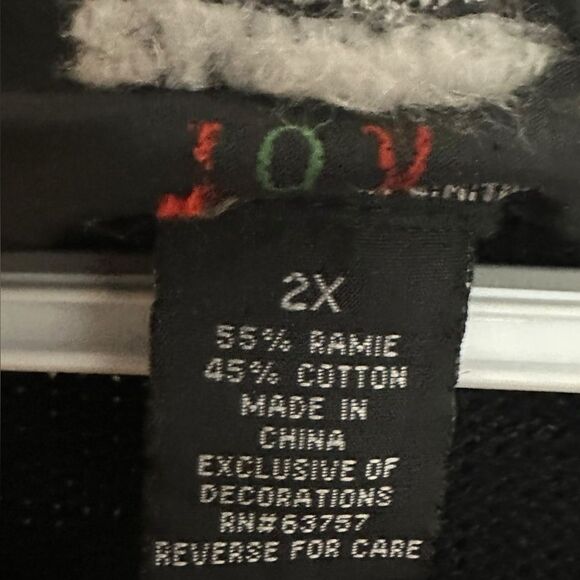 JOY
2X
55% RAMIE
45% COTTON
MADE IN
CHINA
EXCLUSIVE OF
DECORATIONS
RN#63757
REVERSE FOR CARE